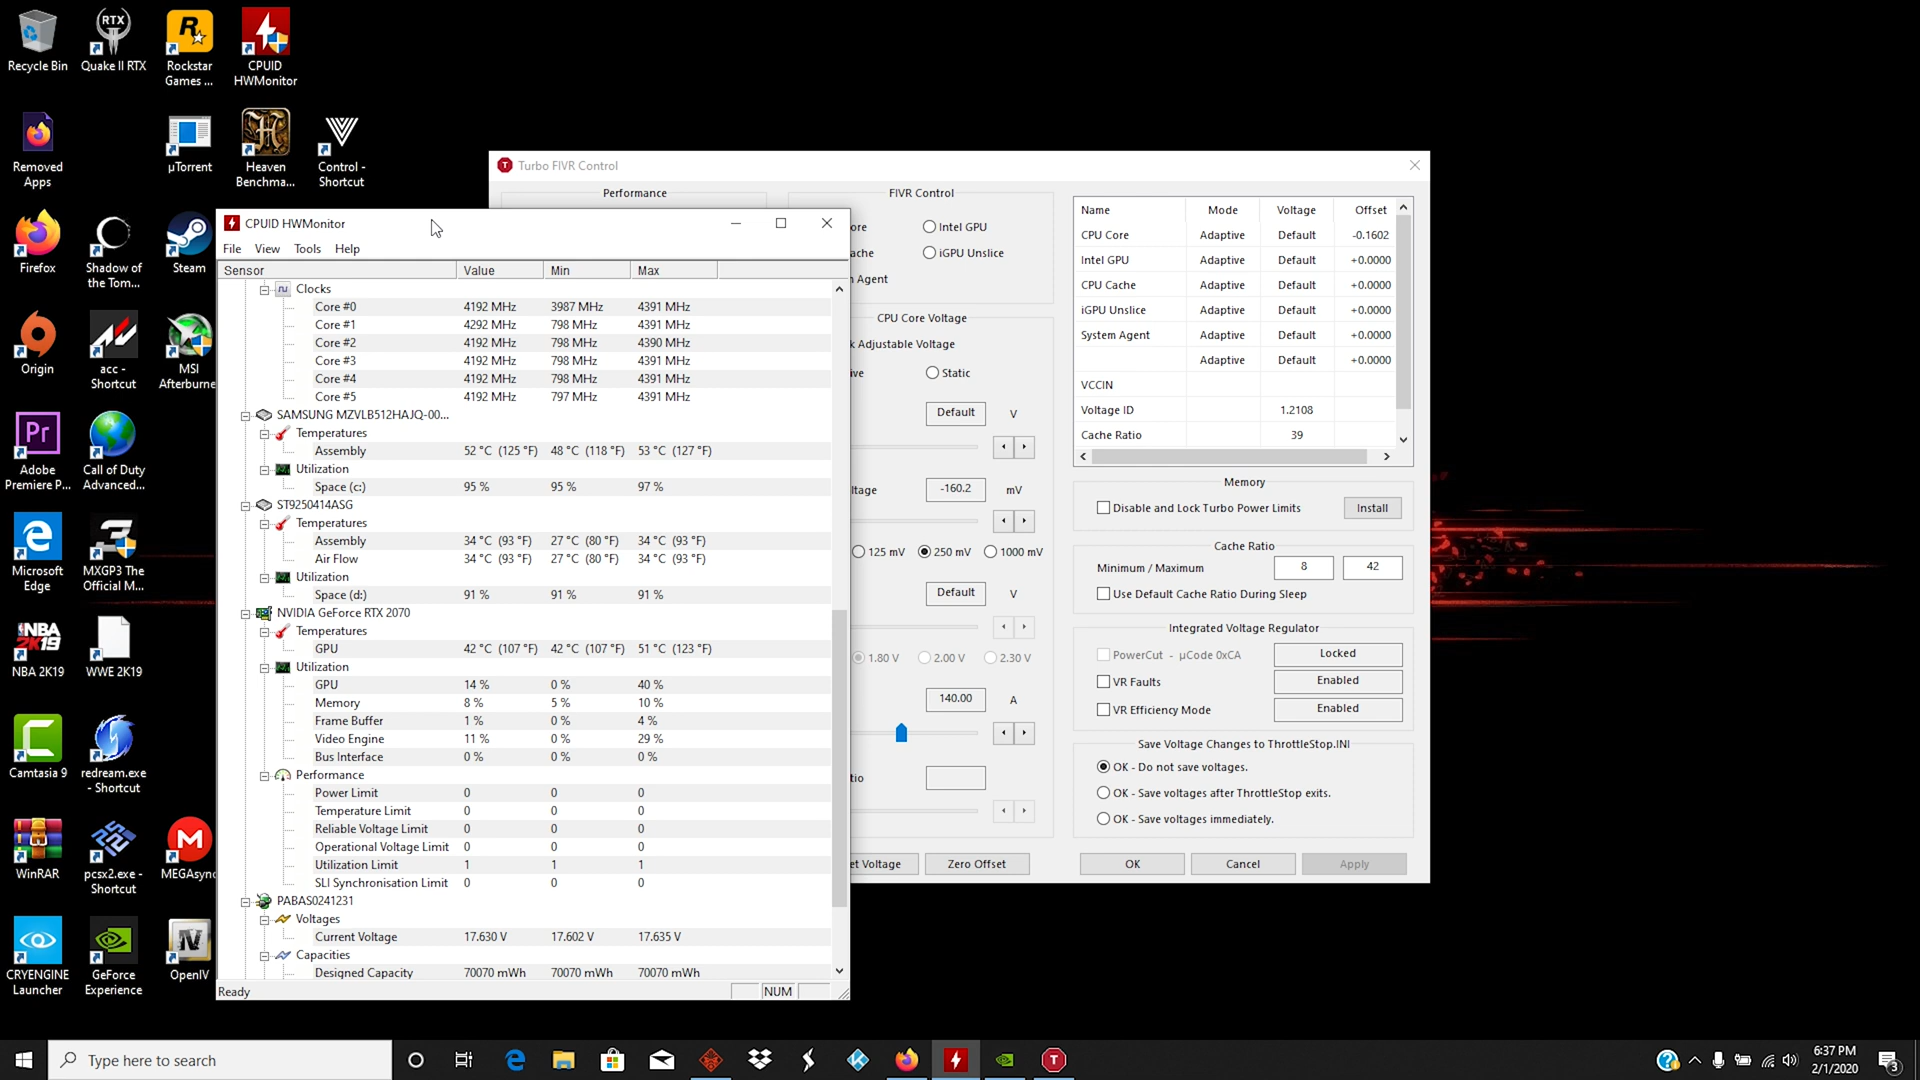 Recycle Bin
Quake II RTX
Rockstar
Games ...
CPUID
HWMonitor
Removed
Apps
µTorrent
Heaven
Benchma...
Control -
Shortcut
Firefox
Shadow of
the Tom...
Steam
Origin
acc -
Shortcut
MSI
Afterburne
Adobe
Premiere P...
Call of Duty
Advanced...
Microsoft
Edge
MXGP3 The
Official M...
NBA 2K19
WWE 2K19
Camtasia 9
redream.exe
- Shortcut
WinRAR
pcsx2.exe -
Shortcut
MEGAsync
CRYENGINE
Launcher
GeForce
Experience
OpenIV
CPUID HWMonitor
File View Tools Help
Sensor Value Min Max
Clocks
Core #0 4192 MHz 3987 MHz 4391 MHz
Core #1 4292 MHz 798 MHz 4391 MHz
Core #2 4192 MHz 798 MHz 4390 MHz
Core #3 4192 MHz 798 MHz 4391 MHz
Core #4 4192 MHz 798 MHz 4391 MHz
Core #5 4192 MHz 797 MHz 4391 MHz
SAMSUNG MZVLB512HAJQ-00...
Temperatures
Assembly 52 °C (125 °F) 48 °C (118 °F) 53 °C (127 °F)
Utilization
Space (c:) 95 % 95 % 97 %
ST9250414ASG
Temperatures
Assembly 34 °C (93 °F) 27 °C (80 °F) 34 °C (93 °F)
Air Flow 34 °C (93 °F) 27 °C (80 °F) 34 °C (93 °F)
Utilization
Space (d:) 91 % 91 % 91 %
NVIDIA GeForce RTX 2070
Temperatures
GPU 42 °C (107 °F) 42 °C (107 °F) 51 °C (123 °F)
Utilization
GPU 14 % 0 % 40 %
Memory 8 % 5 % 10 %
Frame Buffer 1 % 0 % 4 %
Video Engine 11 % 0 % 29 %
Bus Interface 0 % 0 % 0 %
Performance
Power Limit 0 0 0
Temperature Limit 0 0 0
Reliable Voltage Limit 0 0 0
Operational Voltage Limit 0 0 0
Utilization Limit 1 1 1
SLI Synchronisation Limit 0 0 0
PABAS0241231
Voltages
Current Voltage 17.630 V 17.602 V 17.635 V
Capacities
Designed Capacity 70070 mWh 70070 mWh 70070 mWh
Ready NUM
Turbo FIVR Control
Performance
FIVR Control
ore Intel GPU
ache iGPU Unslice
n Agent
CPU Core Voltage
k Adjustable Voltage
ive Static
Default V
ltage -160.2 mV
125 mV 250 mV 1000 mV
Default V
1.80 V 2.00 V 2.30 V
140.00 A
tio
et Voltage Zero Offset
Name Mode Voltage Offset
CPU Core Adaptive Default -0.1602
Intel GPU Adaptive Default +0.0000
CPU Cache Adaptive Default +0.0000
iGPU Unslice Adaptive Default +0.0000
System Agent Adaptive Default +0.0000
Adaptive Default +0.0000
VCCIN
Voltage ID 1.2108
Cache Ratio 39
Memory
Disable and Lock Turbo Power Limits Install
Cache Ratio
Minimum / Maximum 8 42
Use Default Cache Ratio During Sleep
Integrated Voltage Regulator
PowerCut - µCode 0xCA Locked
VR Faults Enabled
VR Efficiency Mode Enabled
Save Voltage Changes to ThrottleStop.INI
OK - Do not save voltages.
OK - Save voltages after ThrottleStop exits.
OK - Save voltages immediately.
OK Cancel Apply
Type here to search
6:37 PM
2/1/2020
3